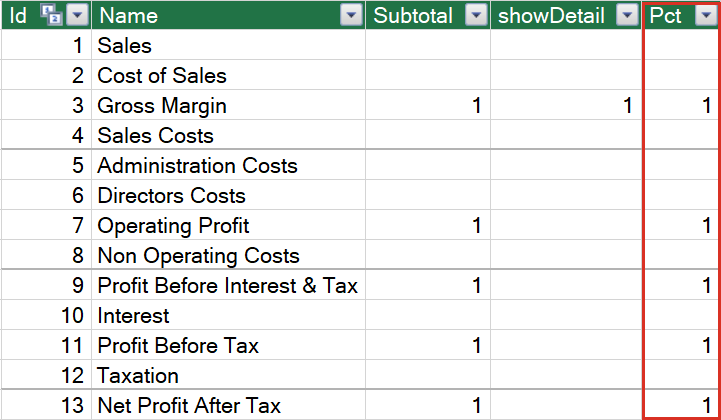 Id Name Subtotal showDetail Pct
1 Sales
2 Cost of Sales
3 Gross Margin 1 1 1
4 Sales Costs
5 Administration Costs
6 Directors Costs
7 Operating Profit 1 1
8 Non Operating Costs
9 Profit Before Interest & Tax 1 1
10 Interest
11 Profit Before Tax 1 1
12 Taxation
13 Net Profit After Tax 1 1